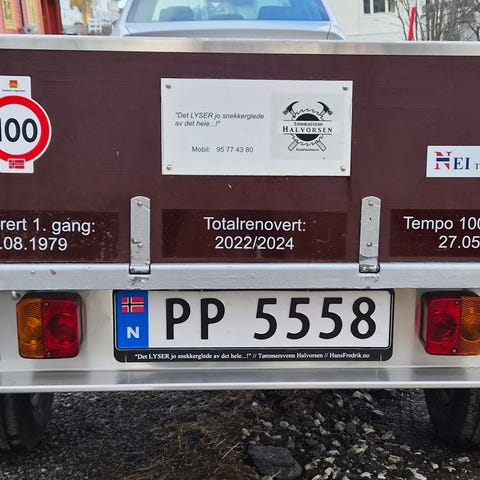 100
"Det LYSER jo snekkerglede
av det hele...!"
Mobil: 95 77 43 80
TØMMERSVENN
HALVORSEN
HANSFREDRIK.NO
NEI T
rert 1. gang:
.08.1979
Totalrenovert:
2022/2024
Tempo 100
27.05
N
PP 5558
"Det LYSER jo snekkerglede av det hele...!" // Tømmersvenn Halvorsen // HansFredrik.no